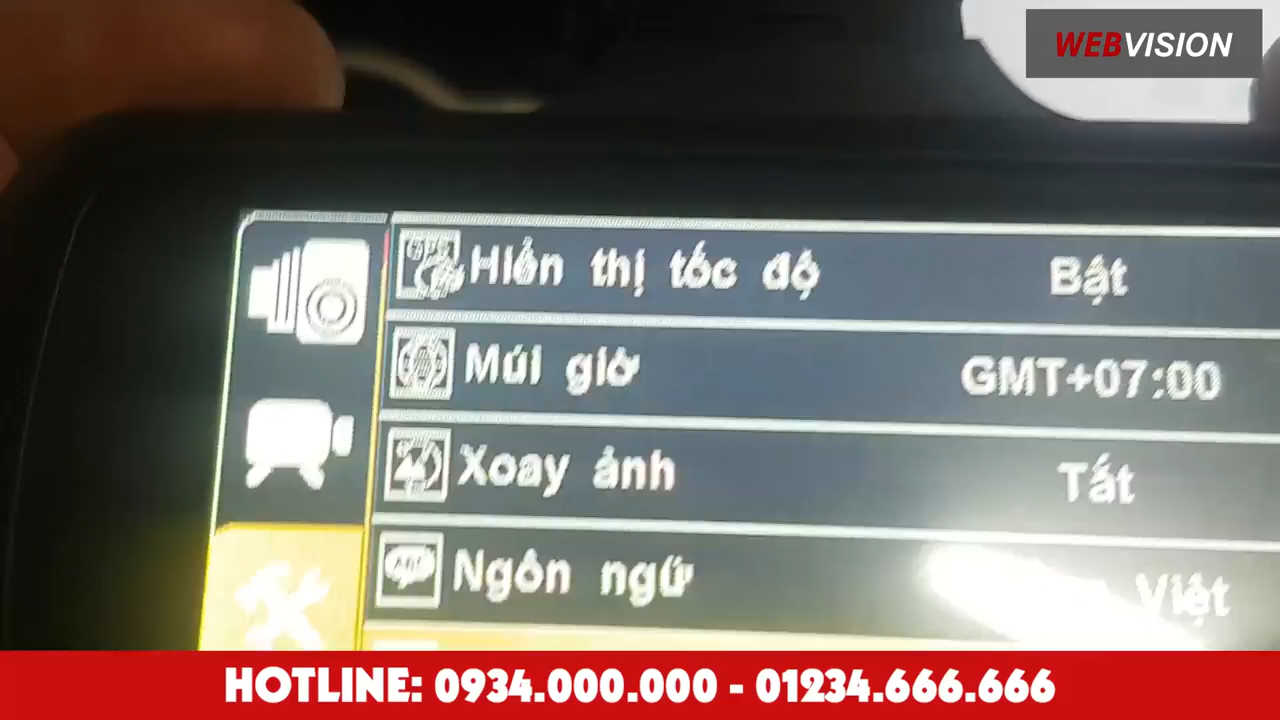 WEBVISION
Hiển thị tốc độ Bật
Múi giờ GMT+07:00
Xoay ảnh Tắt
Ngôn ngữ Việt
HOTLINE: 0934.000.000 - 01234.666.666